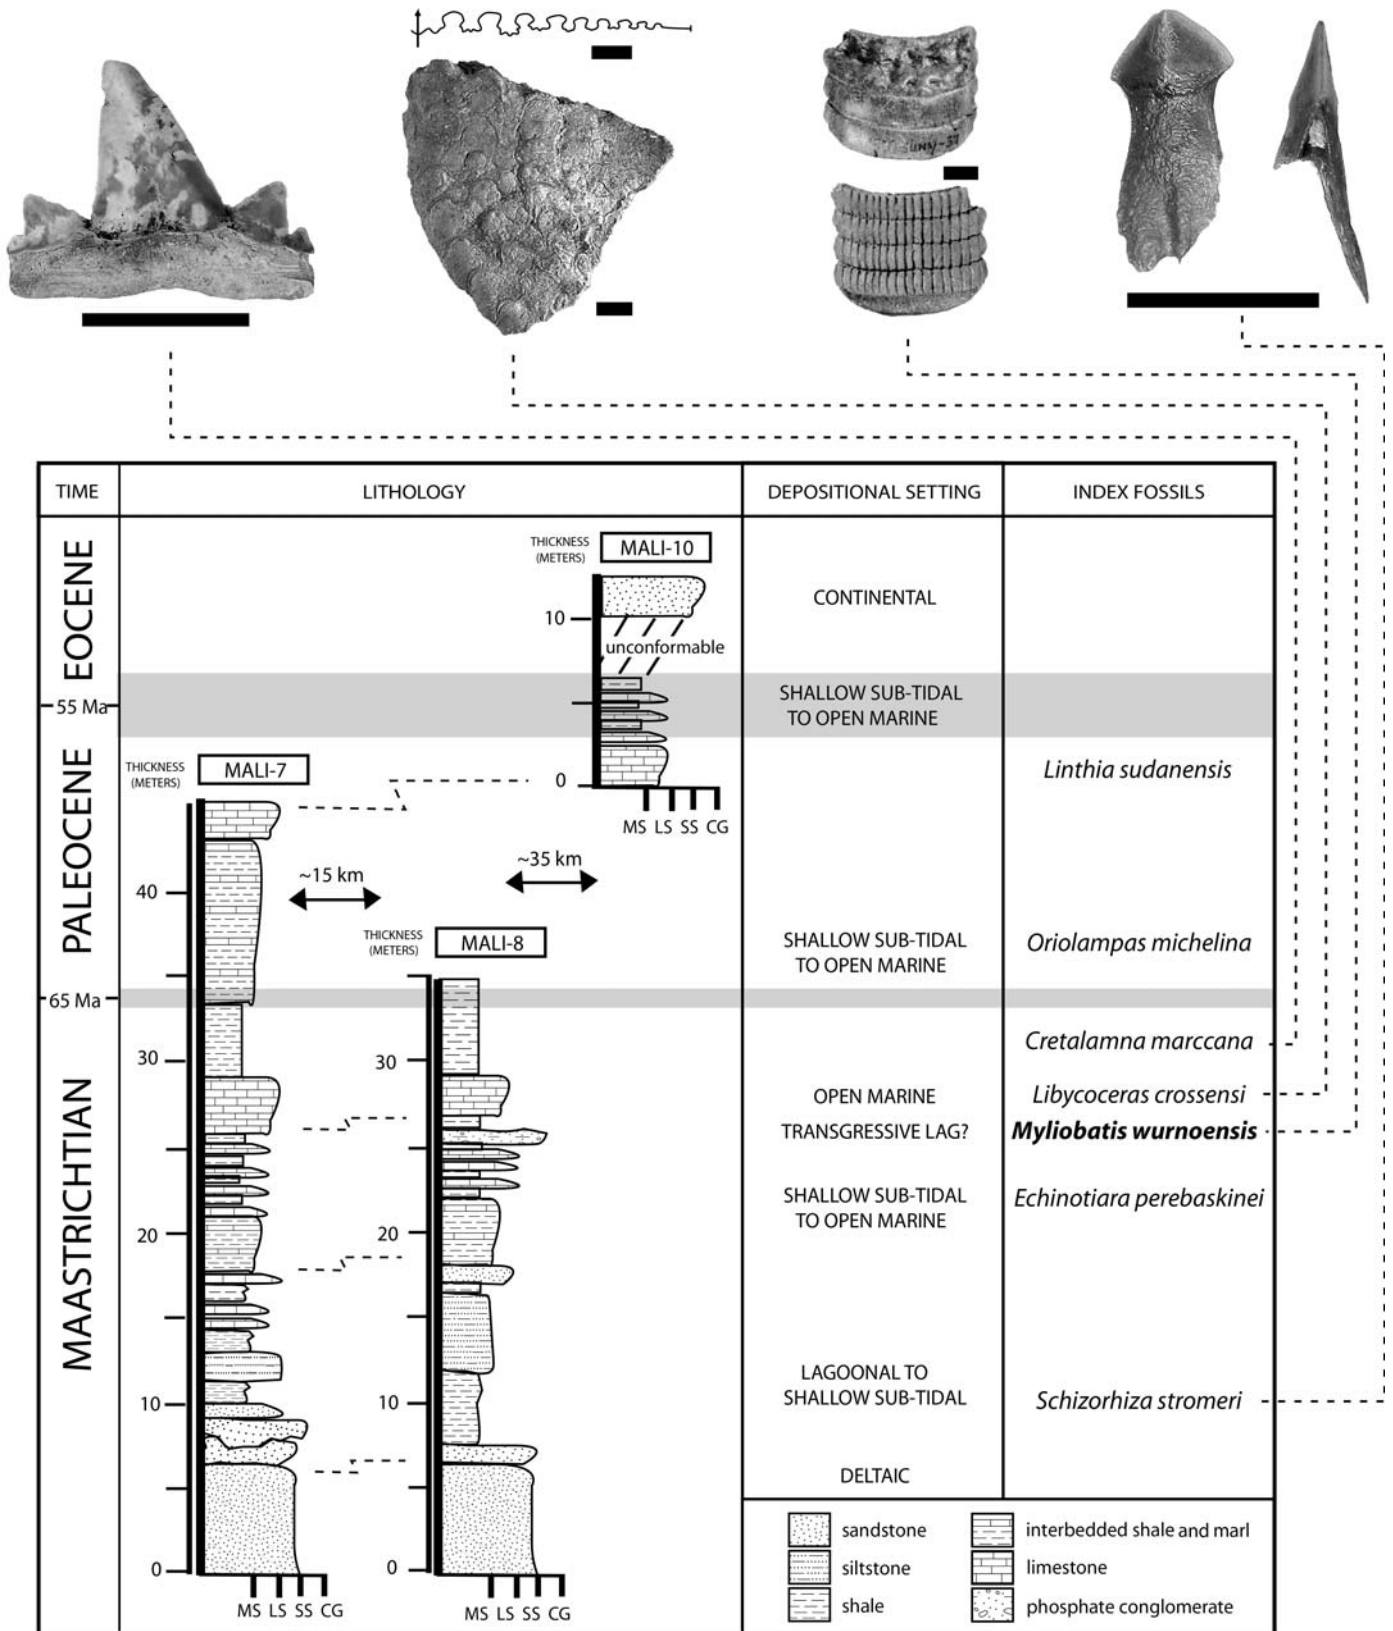 TIME
LITHOLOGY
DEPOSITIONAL SETTING
INDEX FOSSILS
EOCENE
55 Ma
PALEOCENE
65 Ma
MAASTRICHTIAN
THICKNESS
(METERS)
MALI-10
10
unconformable
0
MS LS SS CG
THICKNESS
(METERS)
MALI-7
40
30
20
10
0
MS LS SS CG
~15 km
~35 km
THICKNESS
(METERS)
MALI-8
30
20
10
0
MS LS SS CG
CONTINENTAL
SHALLOW SUB-TIDAL
TO OPEN MARINE
SHALLOW SUB-TIDAL
TO OPEN MARINE
OPEN MARINE
TRANSGRESSIVE LAG?
SHALLOW SUB-TIDAL
TO OPEN MARINE
LAGOONAL TO
SHALLOW SUB-TIDAL
DELTAIC
Linthia sudanensis
Oriolampas michelina
Cretalamna marccana
Libycoceras crossensi
Myliobatis wurnoensis
Echinotiara perebaskinei
Schizorhiza stromeri
sandstone
siltstone
shale
interbedded shale and marl
limestone
phosphate conglomerate